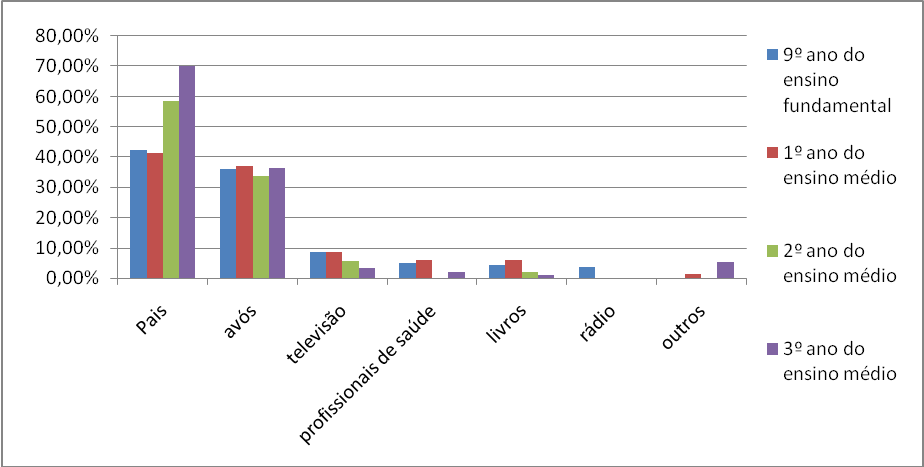 80,00%
70,00%
60,00%
50,00%
40,00%
30,00%
20,00%
10,00%
0,00%
Pais
avós
televisão
profissionais de saúde
livros
rádio
outros
9º ano do
ensino
fundamental
1º ano do
ensino médio
2º ano do
ensino médio
3º ano do
ensino médio